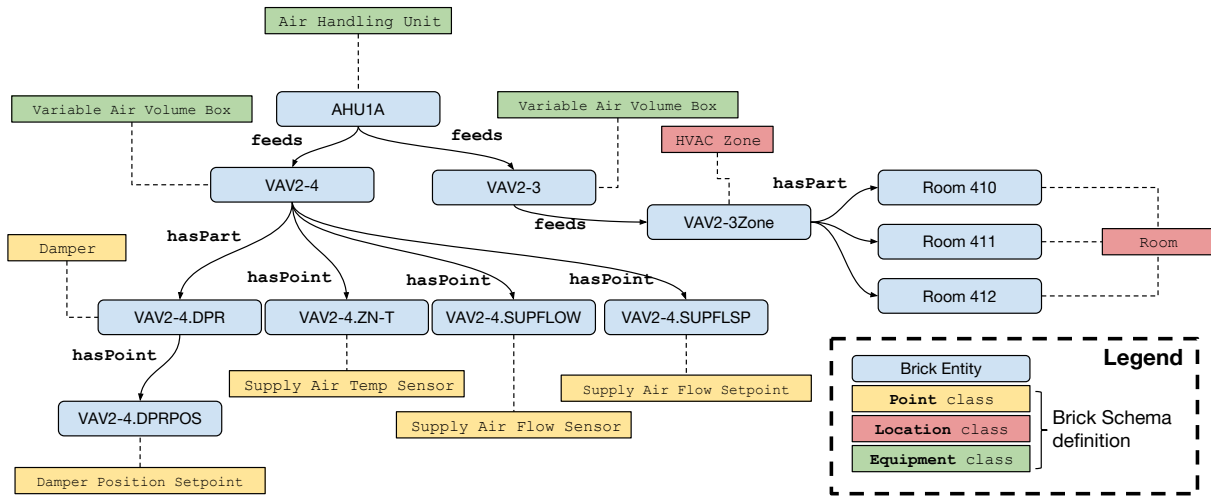 Air Handling Unit
Variable Air Volume Box
AHU1A
Variable Air Volume Box
feeds
feeds
HVAC Zone
VAV2-4
VAV2-3
hasPart
Room 410
feeds
VAV2-3Zone
Room 411
Room
Room 412
Damper
hasPart
hasPoint
hasPoint
hasPoint
VAV2-4.DPR
VAV2-4.ZN-T
VAV2-4.SUPFLOW
VAV2-4.SUPFLSP
hasPoint
Supply Air Temp Sensor
Supply Air Flow Setpoint
VAV2-4.DPRPOS
Supply Air Flow Sensor
Damper Position Setpoint
Legend
Brick Entity
Point class
Location class
Equipment class
Brick Schema
definition